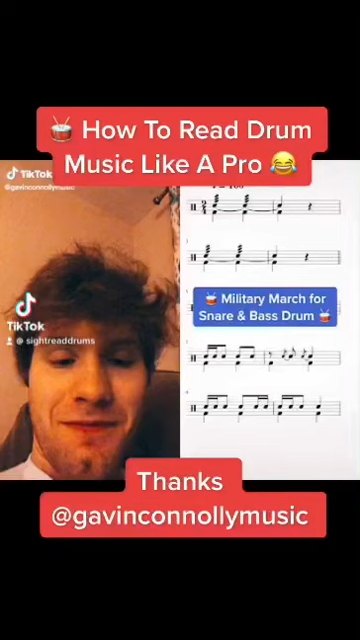 🥁 How To Read Drum
Music Like A Pro 😂
TikTok
@gavinconnollymusic
🥁 Military March for
Snare & Bass Drum 🥁
TikTok
@ sightreaddrums
Thanks
@gavinconnollymusic